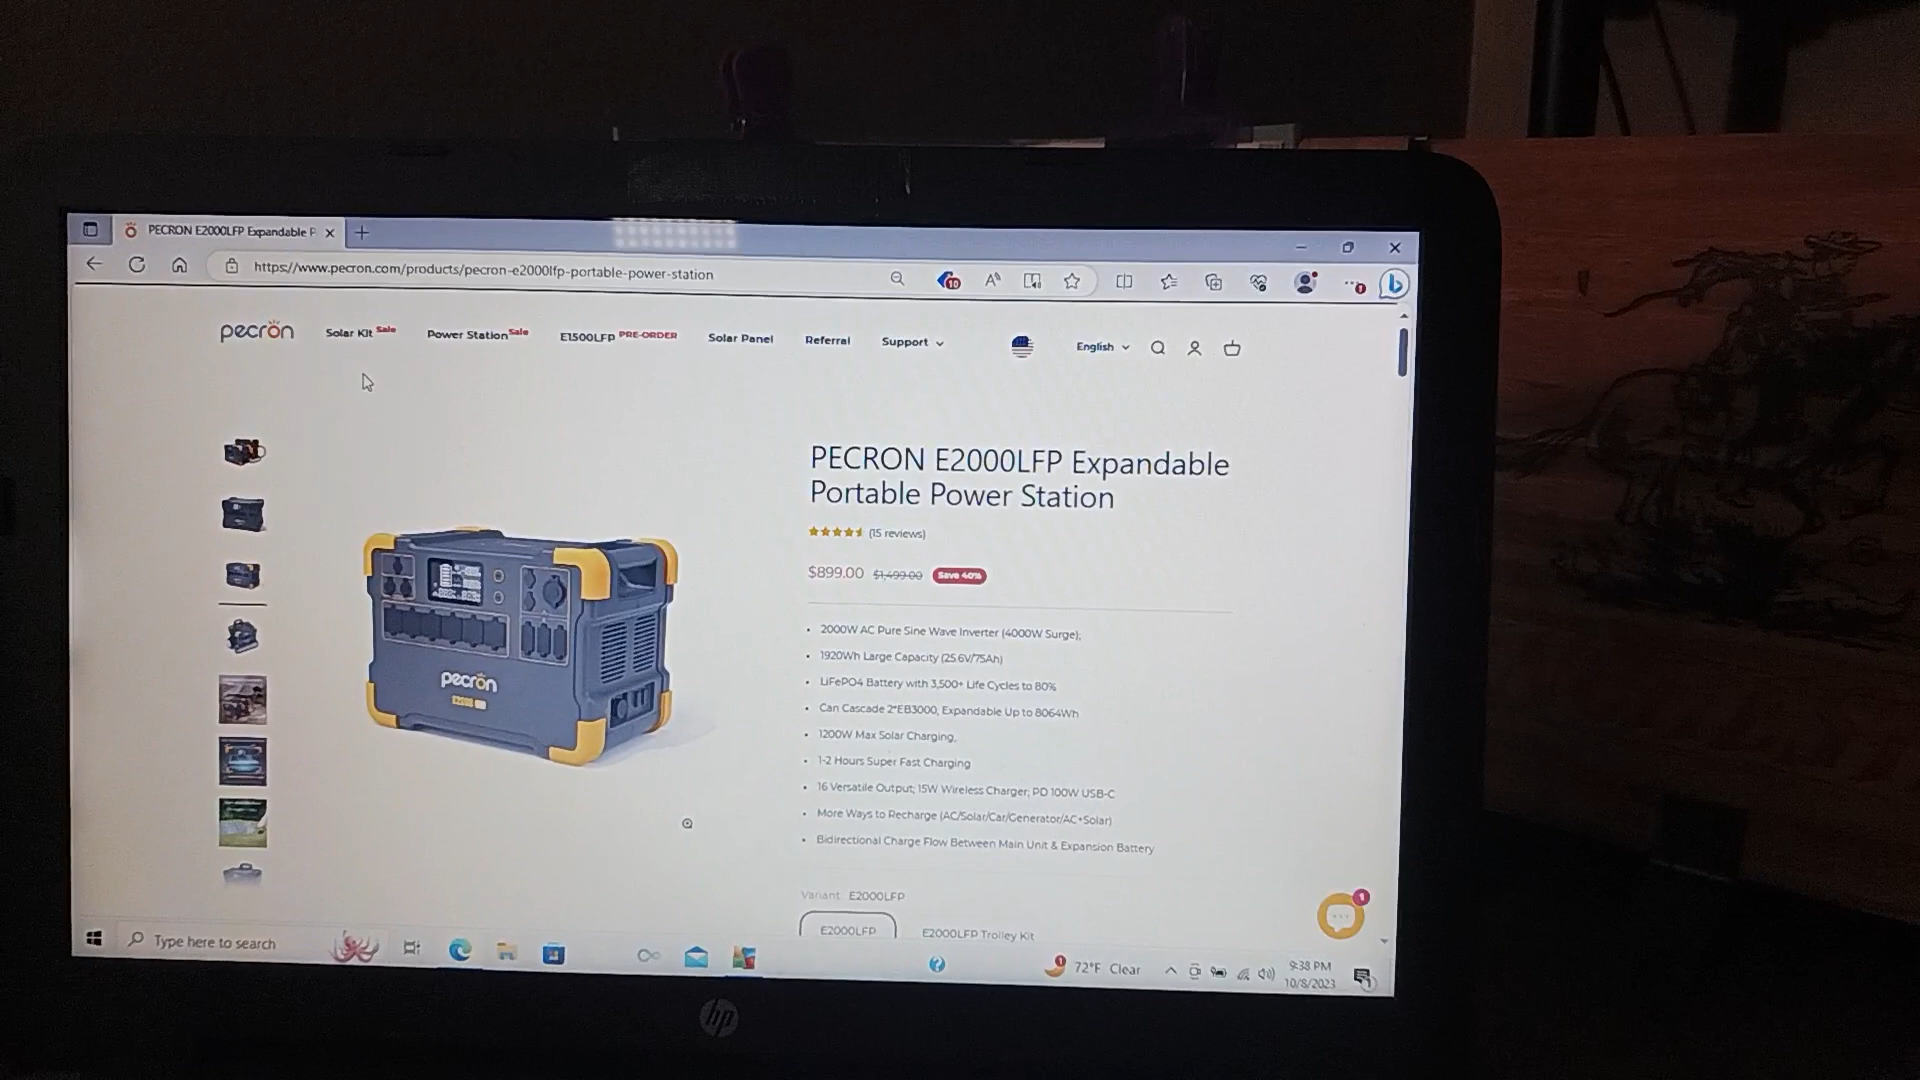 PECRON E2000LFP Expandable P
https://www.pecron.com/products/pecron-e2000lfp-portable-power-station
10
pecron
Solar Kit Sale
Power Station Sale
E1500LFP PRE-ORDER
Solar Panel
Referral
Support
English
PECRON E2000LFP Expandable
Portable Power Station
(15 reviews)
$899.00 $1,499.00 Save 40%
• 2000W AC Pure Sine Wave Inverter (4000W Surge);
• 1920Wh Large Capacity (25.6V/75Ah)
• LiFePO4 Battery with 3,500+ Life Cycles to 80%
• Can Cascade 2*EB3000, Expandable Up to 8064Wh
• 1200W Max Solar Charging,
• 1-2 Hours Super Fast Charging
• 16 Versatile Output; 15W Wireless Charger; PD 100W USB-C
• More Ways to Recharge (AC/Solar/Car/Generator/AC+Solar)
• Bidirectional Charge Flow Between Main Unit & Expansion Battery
pecron
Variant: E2000LFP
E2000LFP
E2000LFP Trolley Kit
1
Type here to search
72°F Clear
9:38 PM
10/8/2023
hp